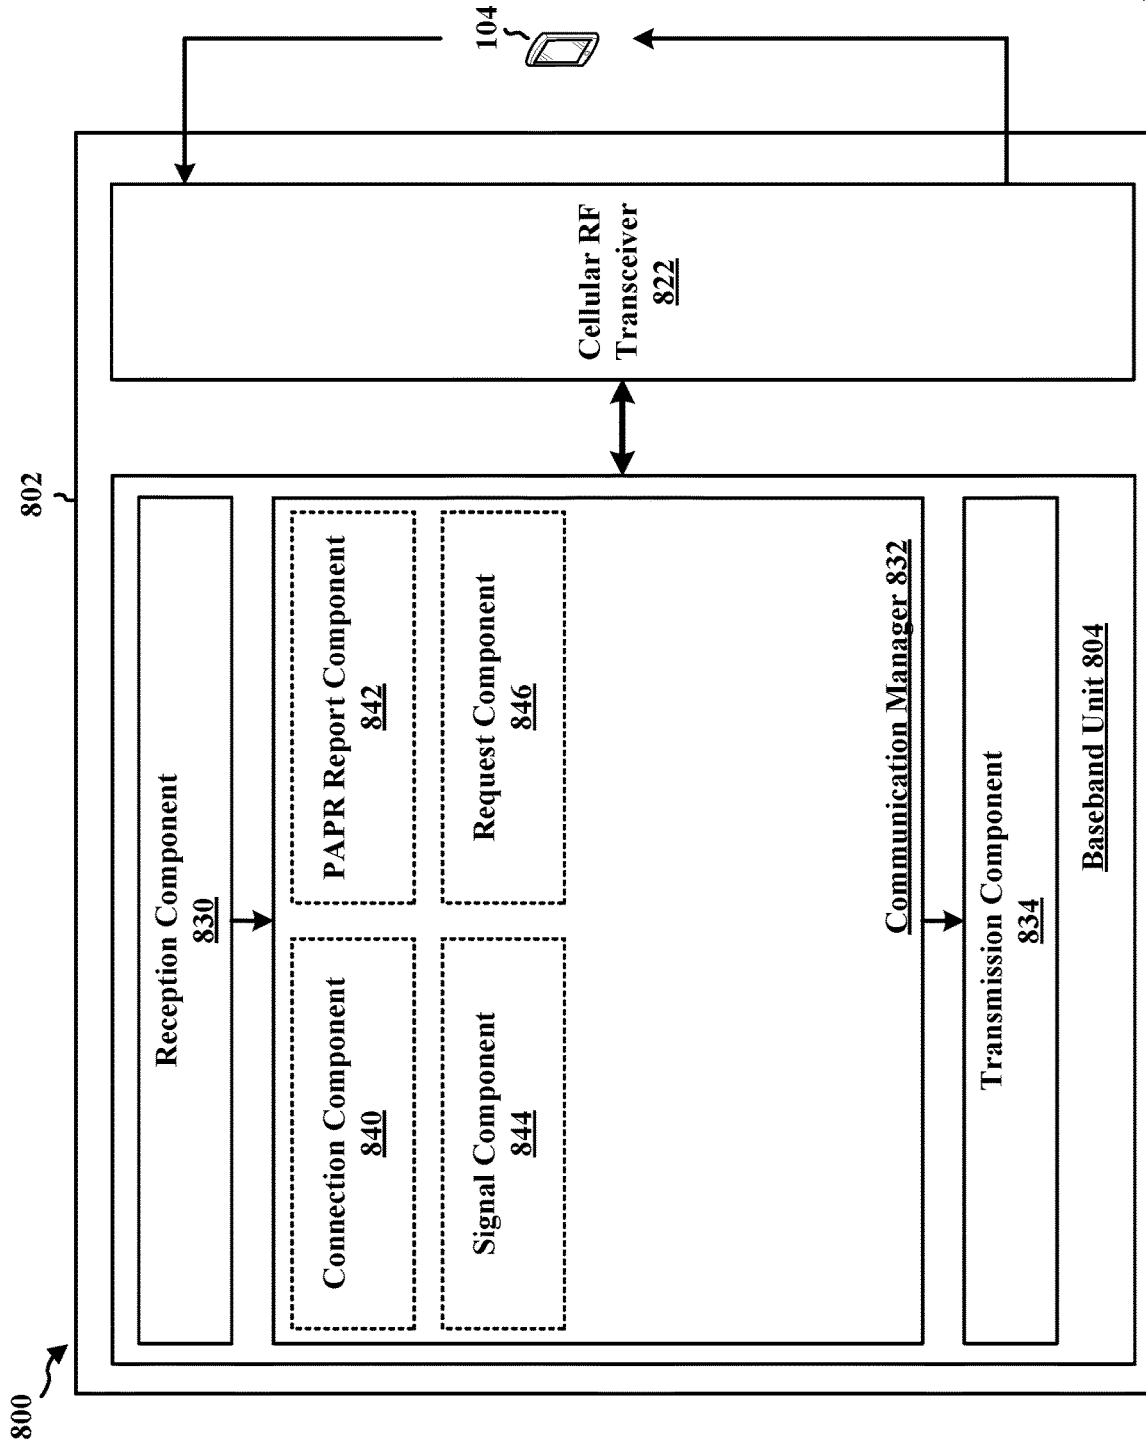 800
802
Reception Component
830
Connection Component
840
PAPR Report Component
842
Signal Component
844
Request Component
846
Communication Manager 832
Transmission Component
834
Baseband Unit 804
Cellular RF
Transceiver
822
104